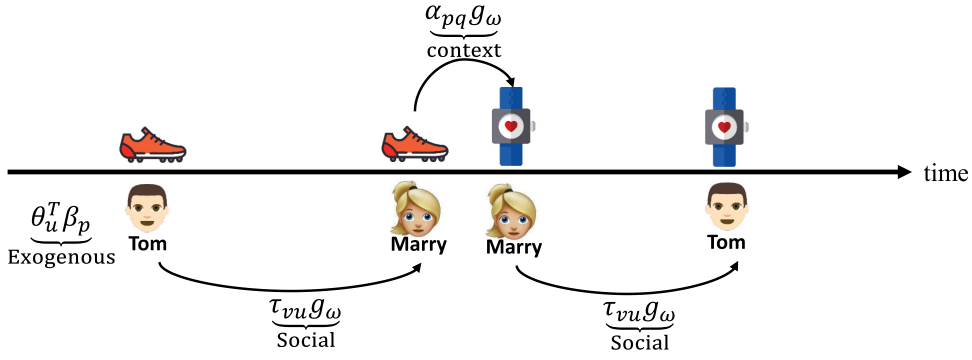 α_{pq}g_ω
context
time
θ_u^Tβ_p
Exogenous
Tom
Marry
Marry
Tom
τ_{vu}g_ω
Social
τ_{vu}g_ω
Social